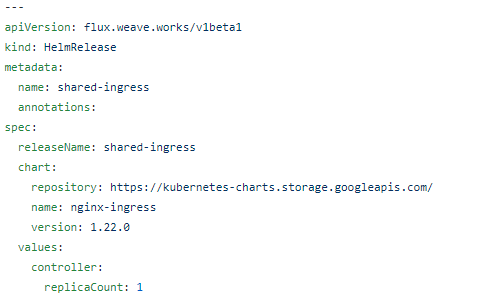 ---
apiVersion: flux.weave.works/v1beta1
kind: HelmRelease
metadata:
  name: shared-ingress
  annotations:
spec:
  releaseName: shared-ingress
  chart:
    repository: https://kubernetes-charts.storage.googleapis.com/
    name: nginx-ingress
    version: 1.22.0
  values:
    controller:
      replicaCount: 1